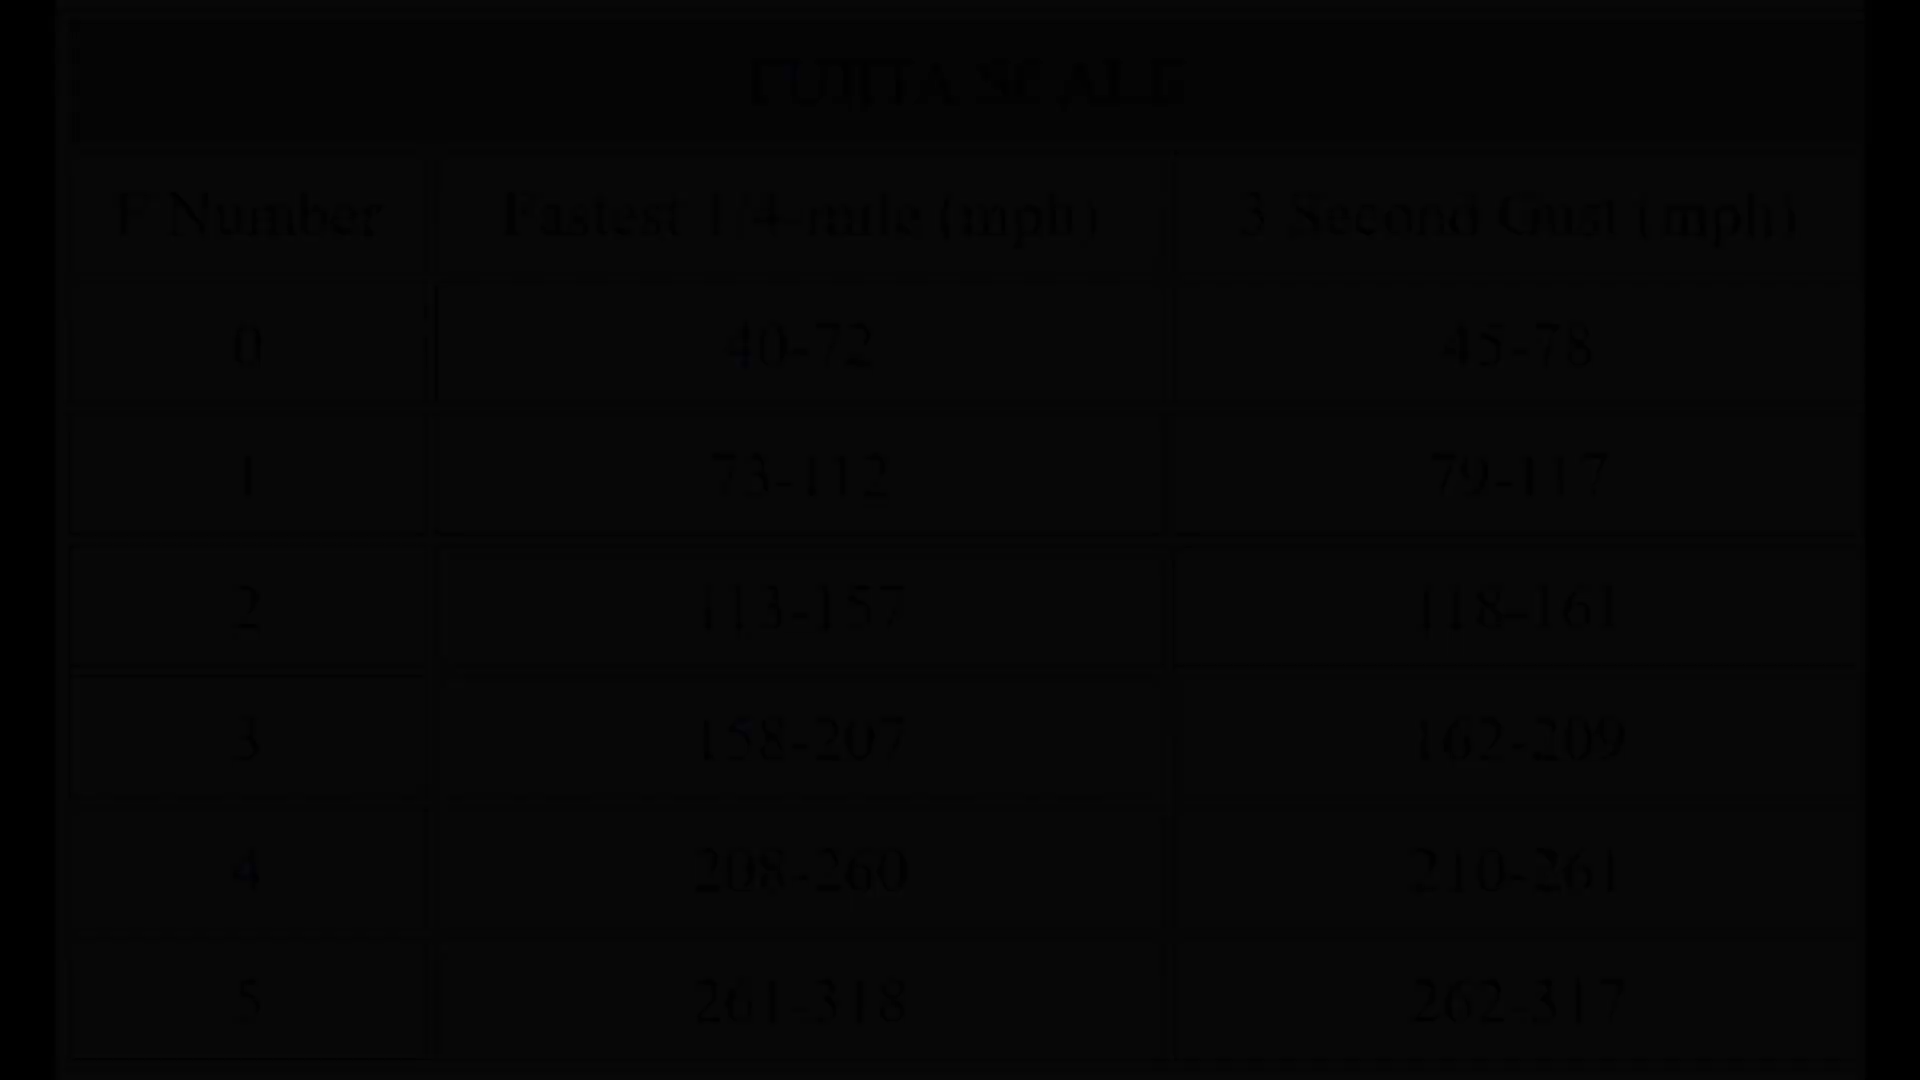 FUJITA SCALE
F Number Fastest 1/4-mile (mph) 3 Second Gust (mph)
0 40-72 45-78
1 73-112 79-117
2 113-157 118-161
3 158-207 162-209
4 208-260 210-261
5 261-318 262-317